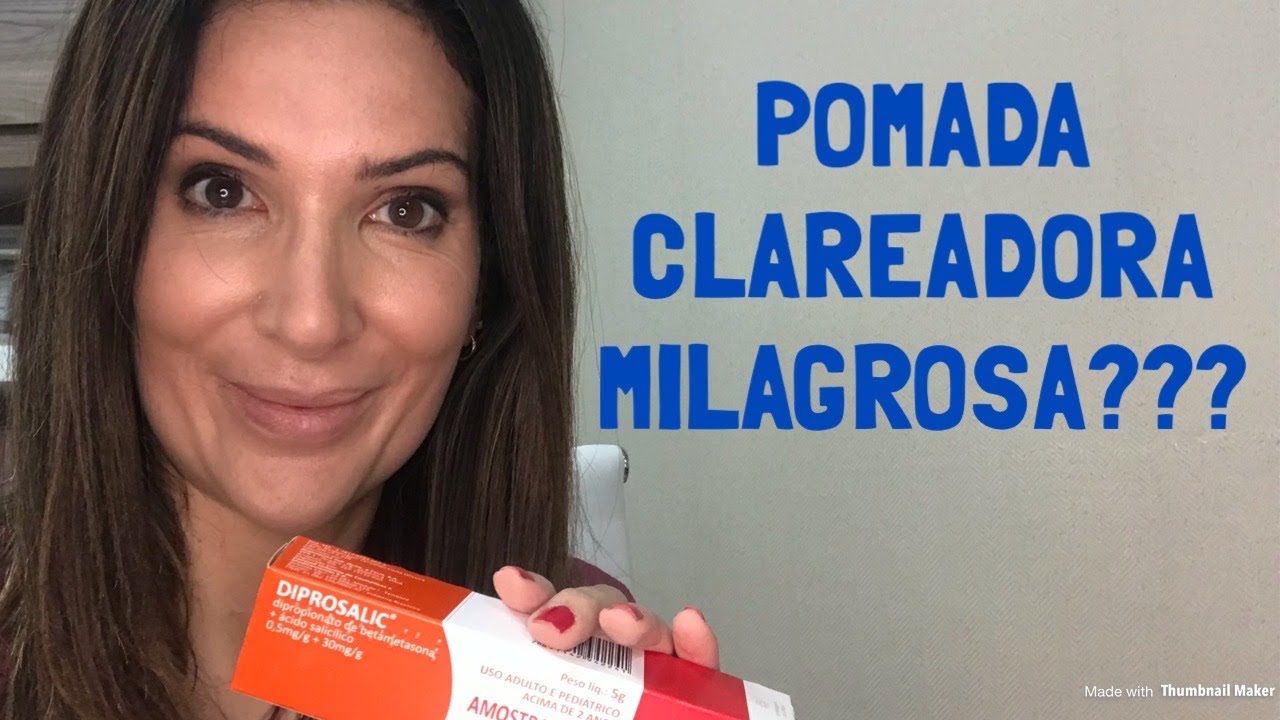 POMADA
CLAREADORA
MILAGROSA???
DIPROSALIC®
dipropionato de betametasona
+ ácido salicílico
0,5mg/g + 30mg/g
Peso líq.: 5g
USO ADULTO E PEDIÁTRICO
ACIMA DE 2 ANOS
Made with Thumbnail Maker